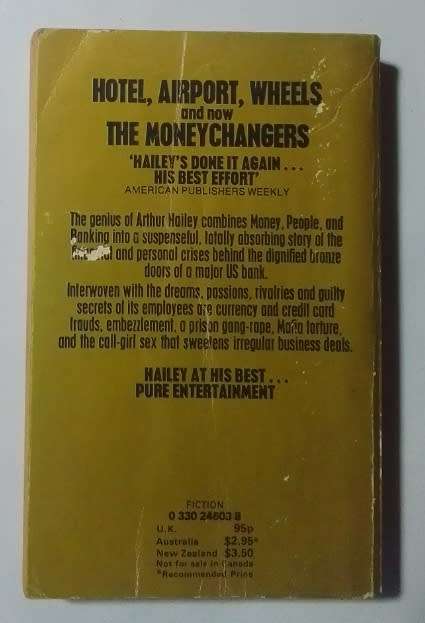 HOTEL, AIRPORT, WHEELS
and now
THE MONEYCHANGERS
'HAILEY'S DONE IT AGAIN...
HIS BEST EFFORT'
AMERICAN PUBLISHERS WEEKLY
The genius of Arthur Hailey combines Money, People, and
Banking into a suspenseful, totally absorbing story of the
and personal crises behind the dignified bronze
doors of a major US bank.
Interwoven with the dreams, passions, rivalries and guilty
secrets of its employees are currency and credit card
frauds, embezzlement, a prison gang-rape, Mafia torture,
and the call-girl sex that sweetens irregular business deals.
HAILEY AT HIS BEST...
PURE ENTERTAINMENT
FICTION
0 330 24603 8
U.K. 95p
Australia $2.95*
New Zealand $3.50
Not for sale in Canada
*Recommended Price